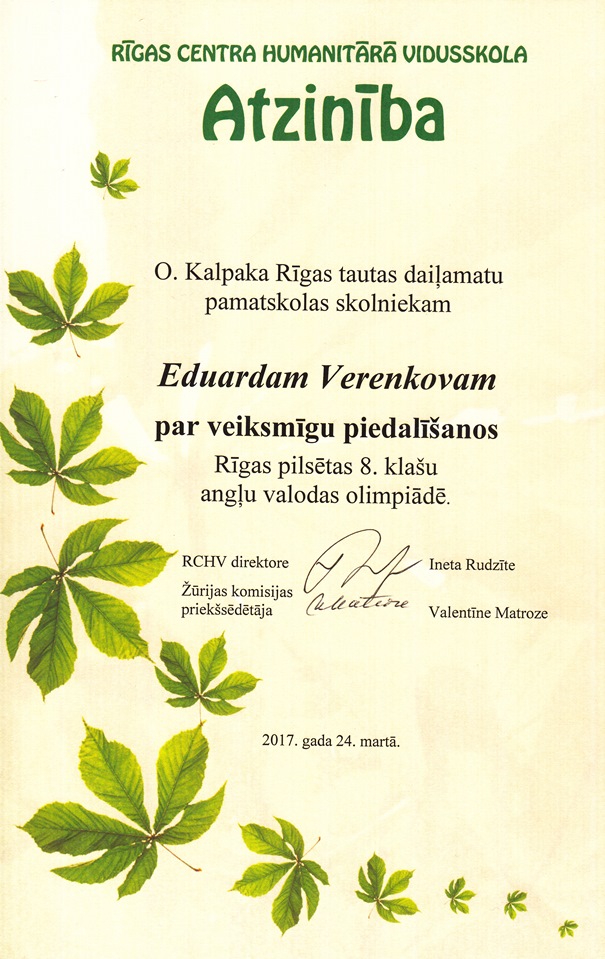 RĪGAS CENTRA HUMANITĀRĀ VIDUSSKOLA
Atzinība
O. Kalpaka Rīgas tautas daiļamatu
pamatskolas skolniekam
Eduardam Verenkovam
par veiksmīgu piedalīšanos
Rīgas pilsētas 8. klašu
angļu valodas olimpiādē.
RCHV direktore Ineta Rudzīte
Žūrijas komisijas
priekšsēdētāja Valentīne Matroze
2017. gada 24. martā.